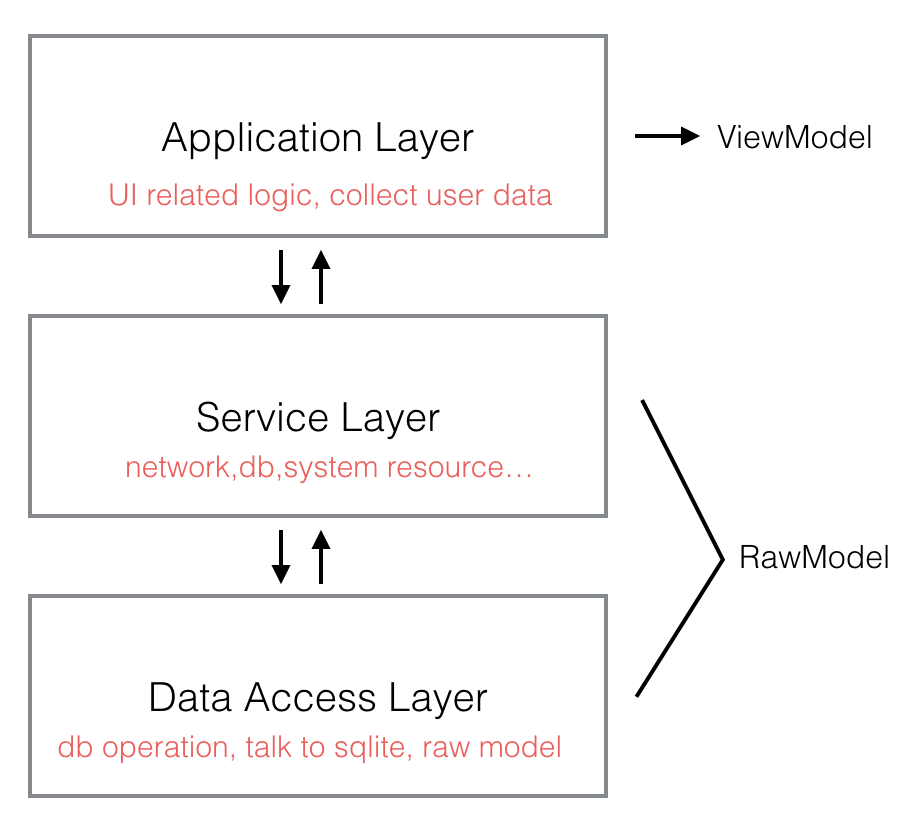 Application Layer
UI related logic, collect user data
ViewModel
Service Layer
network,db,system resource…
RawModel
Data Access Layer
db operation, talk to sqlite, raw model